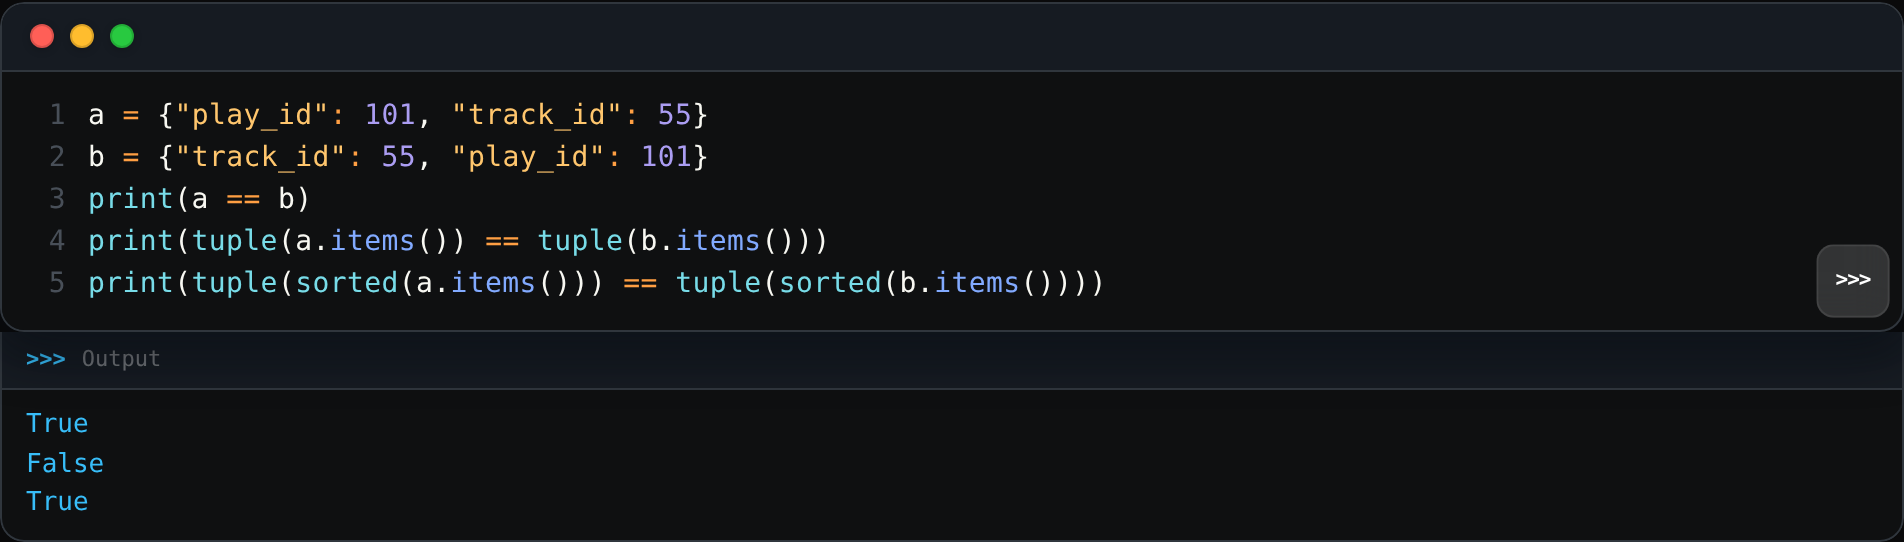 1 a = {"play_id": 101, "track_id": 55}
2 b = {"track_id": 55, "play_id": 101}
3 print(a == b)
4 print(tuple(a.items()) == tuple(b.items()))
5 print(tuple(sorted(a.items())) == tuple(sorted(b.items())))
>>>
>>> Output
True
False
True